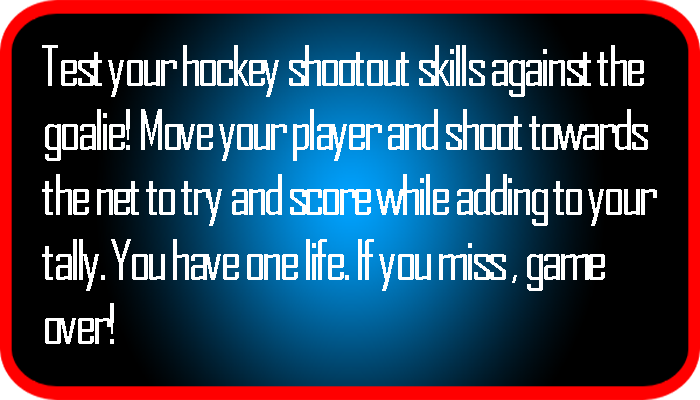 Test your hockey shootout skills against the
goalie! Move your player and shoot towards
the net to try and score while adding to your
tally. You have one life. If you miss , game
over!